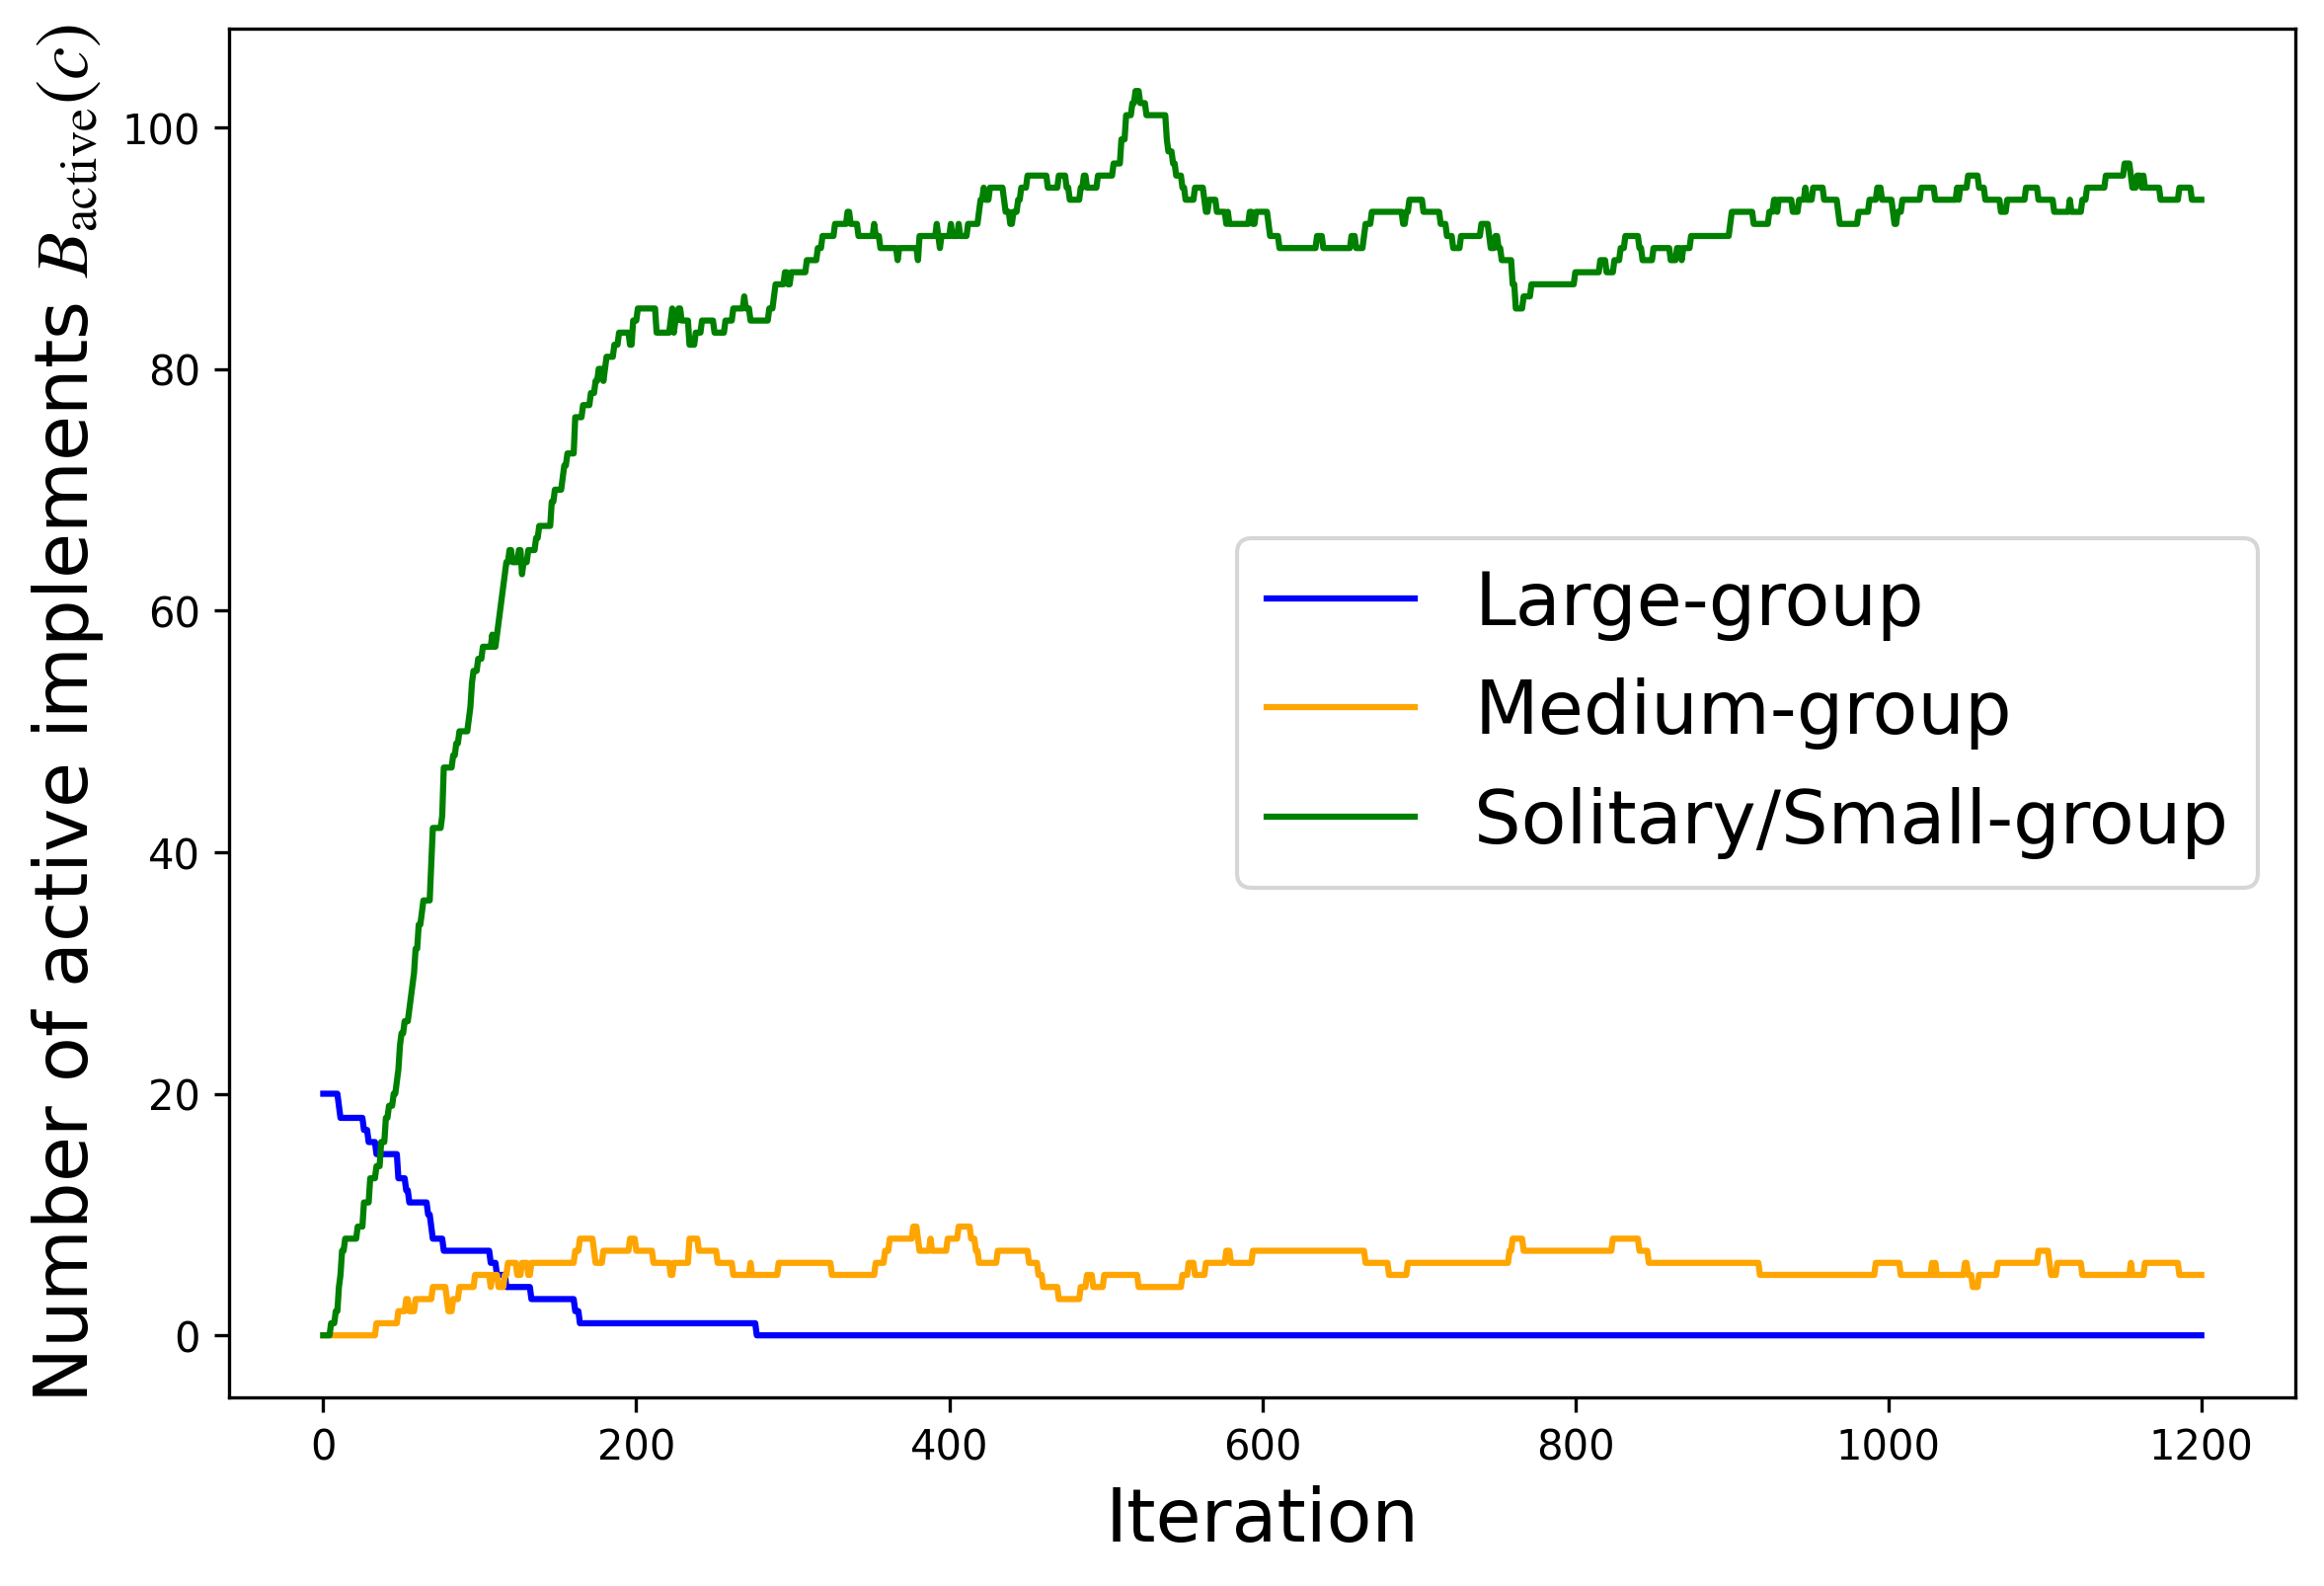 Number of active implements B_active(c)
100
80
60
40
20
0
Large-group
Medium-group
Solitary/Small-group
0 200 400 600 800 1000 1200
Iteration